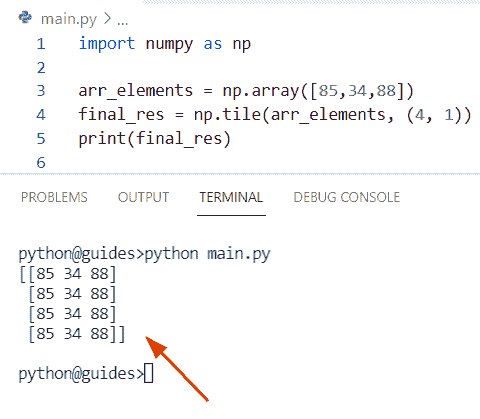 main.py > ...
1 import numpy as np
2
3 arr_elements = np.array([85,34,88])
4 final_res = np.tile(arr_elements, (4, 1))
5 print(final_res)
6
PROBLEMS OUTPUT TERMINAL DEBUG CONSOLE
python@guides>python main.py
[[85 34 88]
 [85 34 88]
 [85 34 88]
 [85 34 88]]
python@guides>